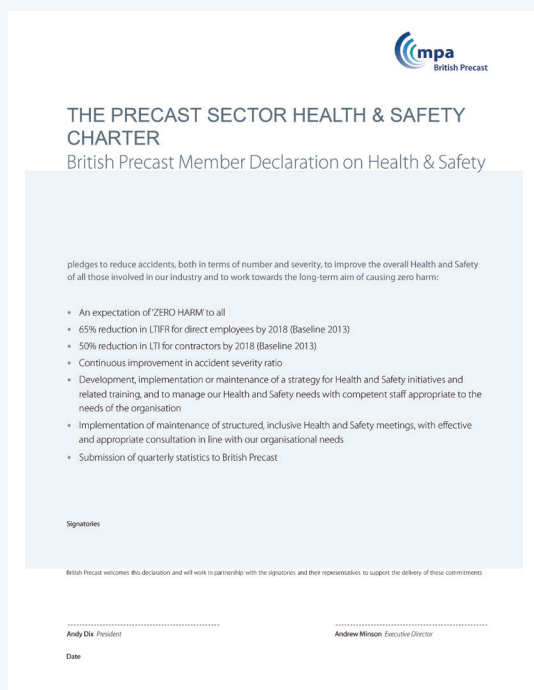 mpa
British Precast
THE PRECAST SECTOR HEALTH & SAFETY
CHARTER
British Precast Member Declaration on Health & Safety
pledges to reduce accidents, both in terms of number and severity, to improve the overall Health and Safety
of all those involved in our industry and to work towards the long-term aim of causing zero harm:
• An expectation of 'ZERO HARM' to all
• 65% reduction in LTIFR for direct employees by 2018 (Baseline 2013)
• 50% reduction in LTI for contractors by 2018 (Baseline 2013)
• Continuous improvement in accident severity ratio
• Development, implementation or maintenance of a strategy for Health and Safety initiatives and
related training, and to manage our Health and Safety needs with competent staff appropriate to the
needs of the organisation
• Implementation of maintenance of structured, inclusive Health and Safety meetings, with effective
and appropriate consultation in line with our organisational needs
• Submission of quarterly statistics to British Precast
Signatories
British Precast welcomes this declaration and will work in partnership with the signatories and their representatives to support the delivery of these commitments
Andy Dix President
Andrew Minson Executive Director
Date